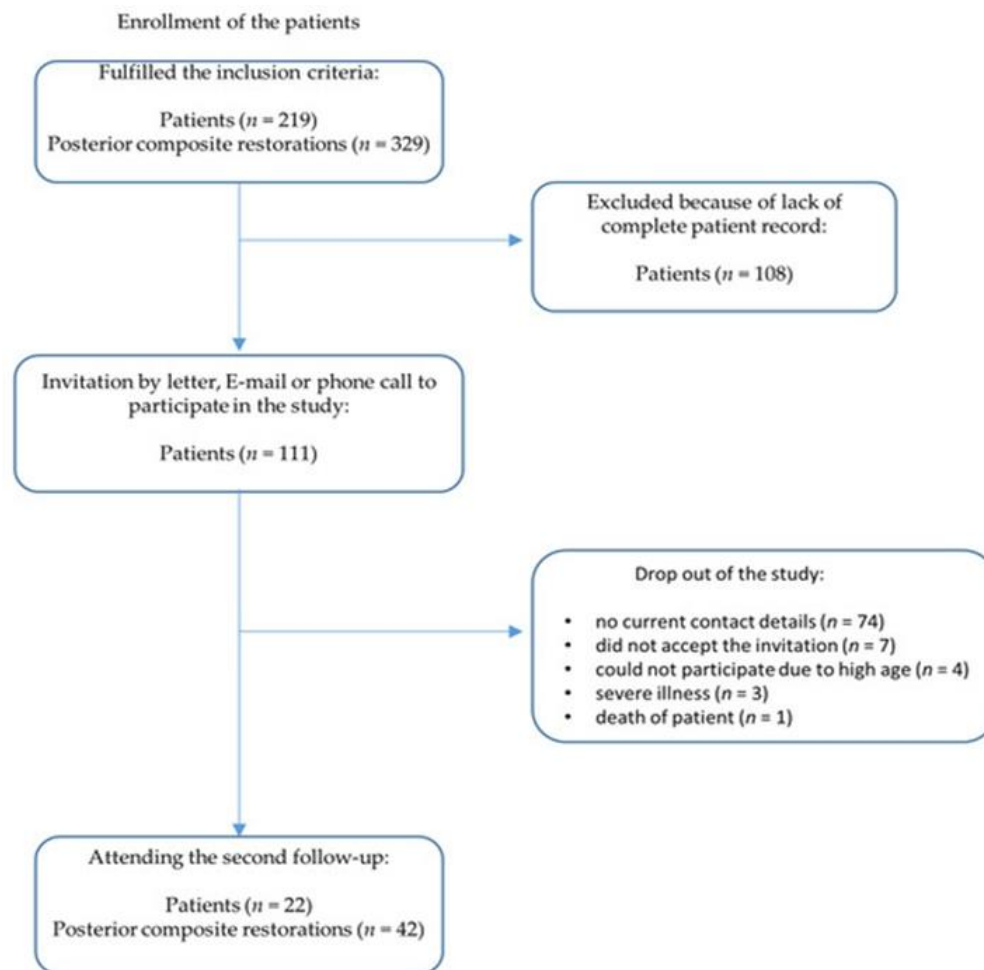 Enrollment of the patients
Fulfilled the inclusion criteria:
Patients (n = 219)
Posterior composite restorations (n = 329)
Excluded because of lack of
complete patient record:
Patients (n = 108)
Invitation by letter, E-mail or phone call to
participate in the study:
Patients (n = 111)
Drop out of the study:
• no current contact details (n = 74)
• did not accept the invitation (n = 7)
• could not participate due to high age (n = 4)
• severe illness (n = 3)
• death of patient (n = 1)
Attending the second follow-up:
Patients (n = 22)
Posterior composite restorations (n = 42)